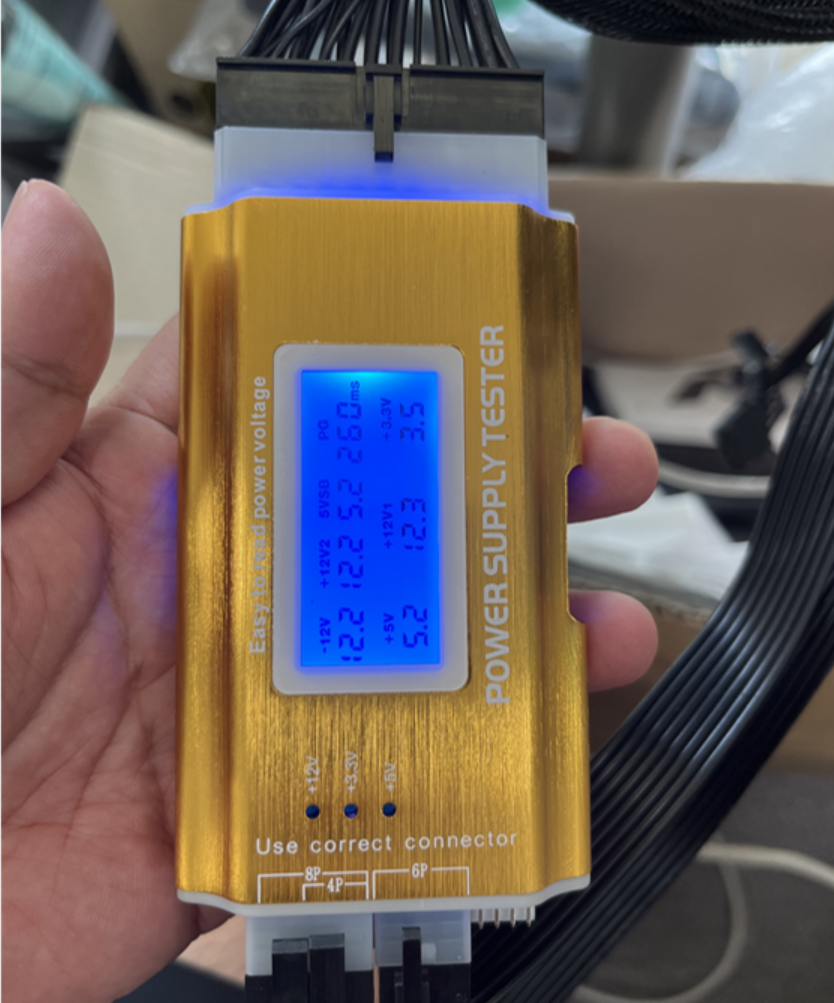 Easy to read power voltage
-12V +12V2 5VSB PG
12.2 12.2 5.2 260ms
+5V +12V1 +3.3V
5.2 12.3 3.5
POWER SUPPLY TESTER
+12V
+3.3V
+5V
Use correct connector
8P
4P
6P